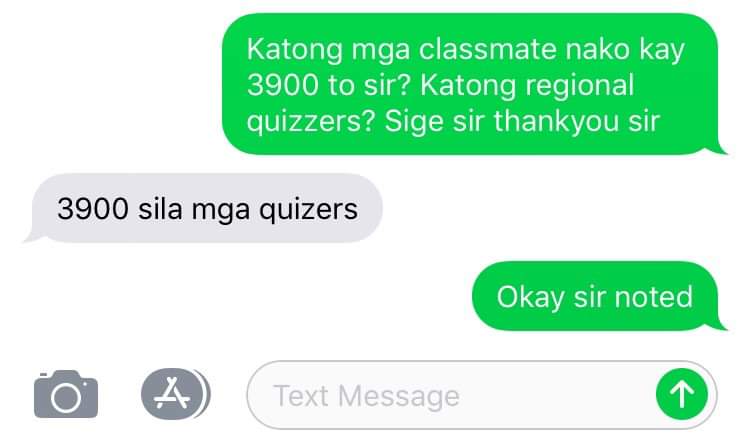 Katong mga classmate nako kay
3900 to sir? Katong regional
quizzers? Sige sir thankyou sir
3900 sila mga quizers
Okay sir noted
Text Message